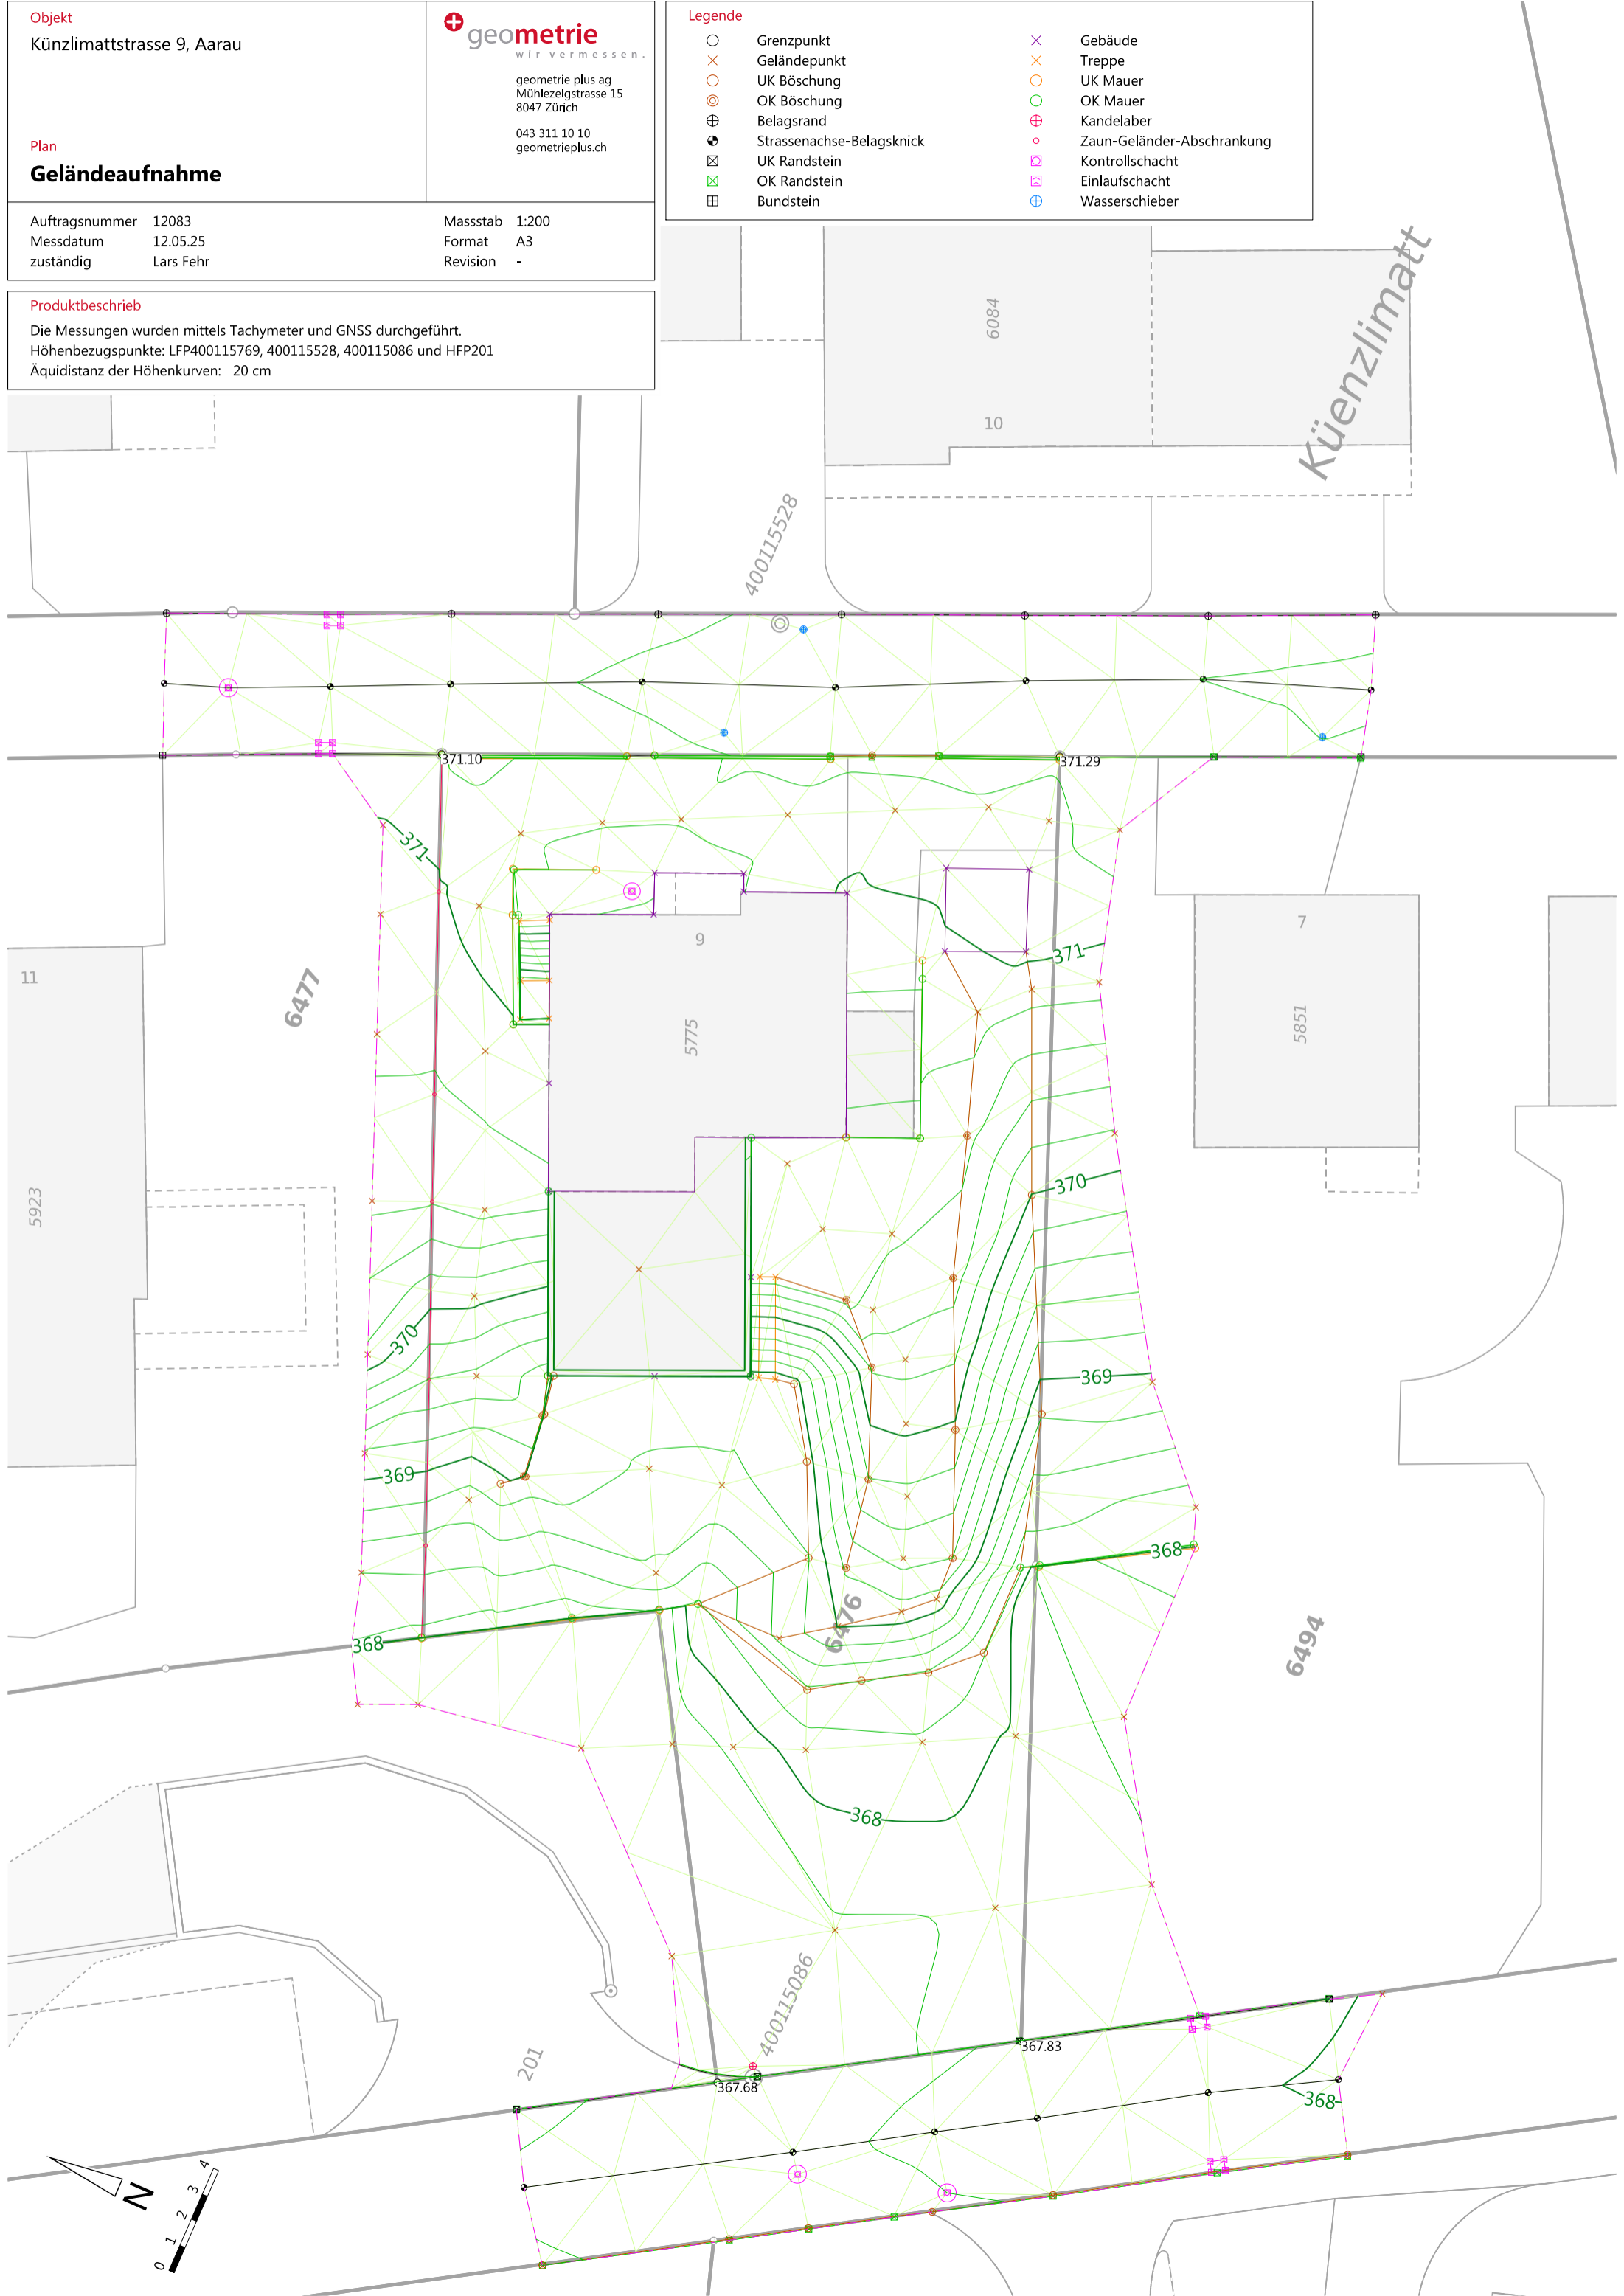 Objekt
Künzlimattstrasse 9, Aarau
Plan
Geländeaufnahme
geometrie
wir vermessen.
geometrie plus ag
Mühlezelgstrasse 15
8047 Zürich
043 311 10 10
geometrieplus.ch
Auftragsnummer 12083
Messdatum 12.05.25
zuständig Lars Fehr
Massstab 1:200
Format A3
Revision -
Produktbeschrieb
Die Messungen wurden mittels Tachymeter und GNSS durchgeführt.
Höhenbezugspunkte: LFP400115769, 400115528, 400115086 und HFP201
Äquidistanz der Höhenkurven: 20 cm
Legende
Grenzpunkt
Geländepunkt
UK Böschung
OK Böschung
Belagsrand
Strassenachse-Belagsknick
UK Randstein
OK Randstein
Bundstein
Gebäude
Treppe
UK Mauer
OK Mauer
Kandelaber
Zaun-Geländer-Abschrankung
Kontrollschacht
Einlaufschacht
Wasserschieber
6084
10
Küenzlimatt
400115528
371.10
371.29
371
9
7
371
11
6477
5775
5851
370
5923
370
369
369
368
6476
368
6494
368
400115086
367.83
201
367.68
368
N
0 1 2 3 4